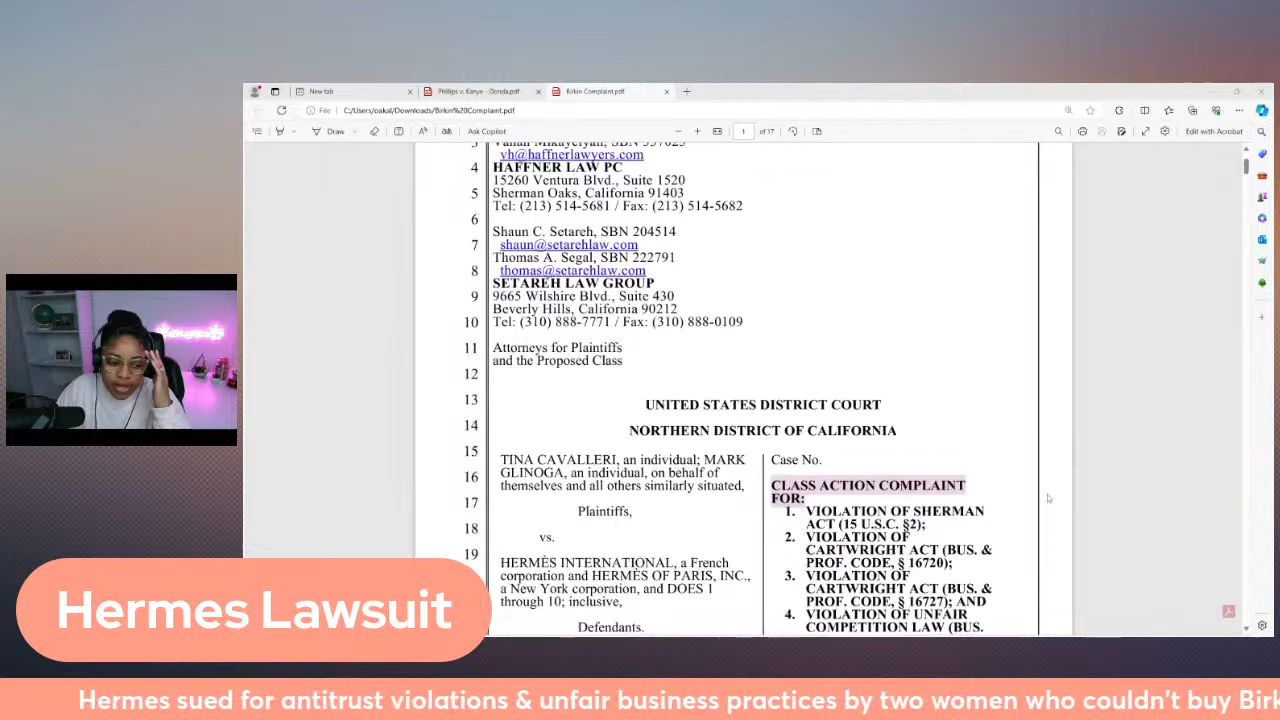 New tab
Phillips v. Kanye - Donda.pdf
Birkin Complaint.pdf
File
C:/Users/oakal/Downloads/Birkin%20Complaint.pdf
Draw
Ask Copilot
1 of 17
Edit with Acrobat
vh@haffnerlawyers.com
4 HAFFNER LAW PC
15260 Ventura Blvd., Suite 1520
5 Sherman Oaks, California 91403
Tel: (213) 514-5681 / Fax: (213) 514-5682
6
Shaun C. Setareh, SBN 204514
7 shaun@setarehlaw.com
Thomas A. Segal, SBN 222791
8 thomas@setarehlaw.com
SETAREH LAW GROUP
9 9665 Wilshire Blvd., Suite 430
Beverly Hills, California 90212
10 Tel: (310) 888-7771 / Fax: (310) 888-0109
11 Attorneys for Plaintiffs
and the Proposed Class
12
13 UNITED STATES DISTRICT COURT
14 NORTHERN DISTRICT OF CALIFORNIA
15
16
17
18
19
TINA CAVALLERI, an individual; MARK
GLINOGA, an individual, on behalf of
themselves and all others similarly situated,
Plaintiffs,
vs.
HERMÈS INTERNATIONAL, a French
corporation and HERMÈS OF PARIS, INC.,
a New York corporation, and DOES 1
through 10; inclusive,
Defendants.
Case No.
CLASS ACTION COMPLAINT
FOR:
1. VIOLATION OF SHERMAN
ACT (15 U.S.C. §2);
2. VIOLATION OF
CARTWRIGHT ACT (BUS. &
PROF. CODE, § 16720);
3. VIOLATION OF
CARTWRIGHT ACT (BUS. &
PROF. CODE, § 16727); AND
4. VIOLATION OF UNFAIR
COMPETITION LAW (BUS.
Hermes Lawsuit
Hermes sued for antitrust violations & unfair business practices by two women who couldn't buy Birk